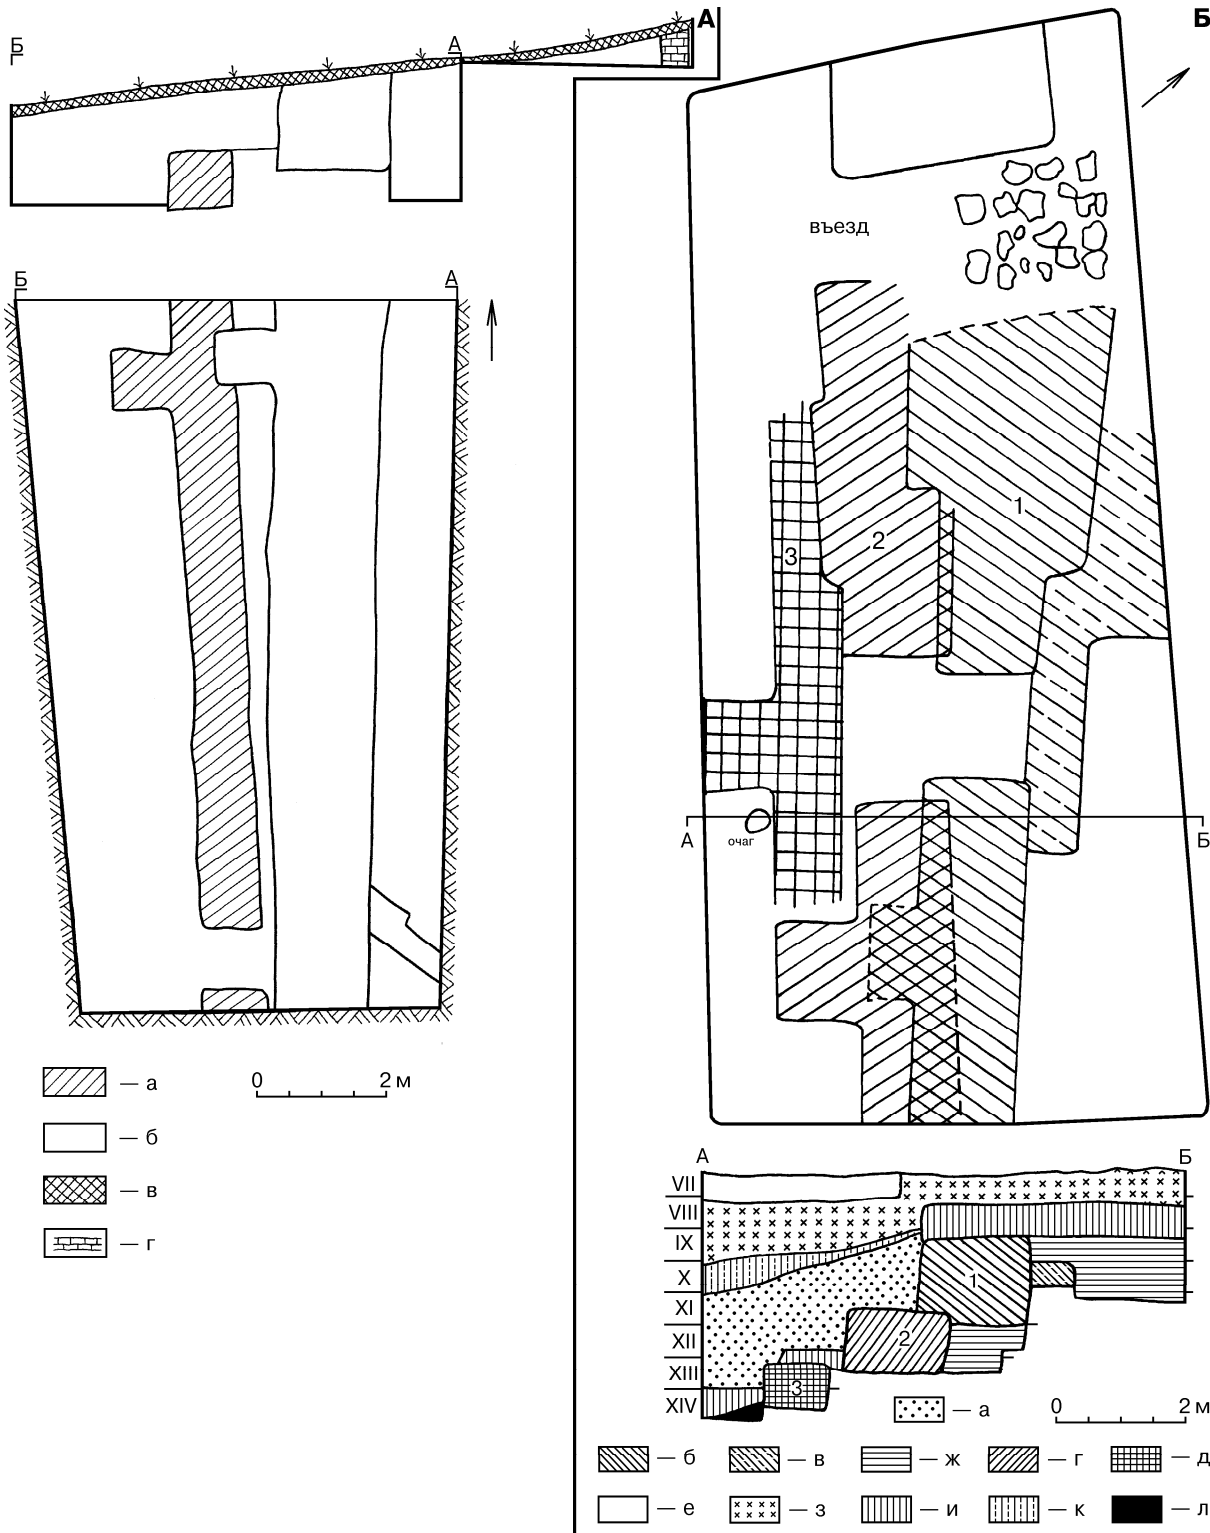 А
Б
Г
А
Б
А
— а
— б
— в
— г
0 2 м
Б
въезд
1
2
3
А
очаг
Б
А
Б
VII
VIII
IX
X
XI
XII
XIII
XIV
1
2
3
— а
0 2 м
— б — в — ж — г — д
— е — з — и — к — л